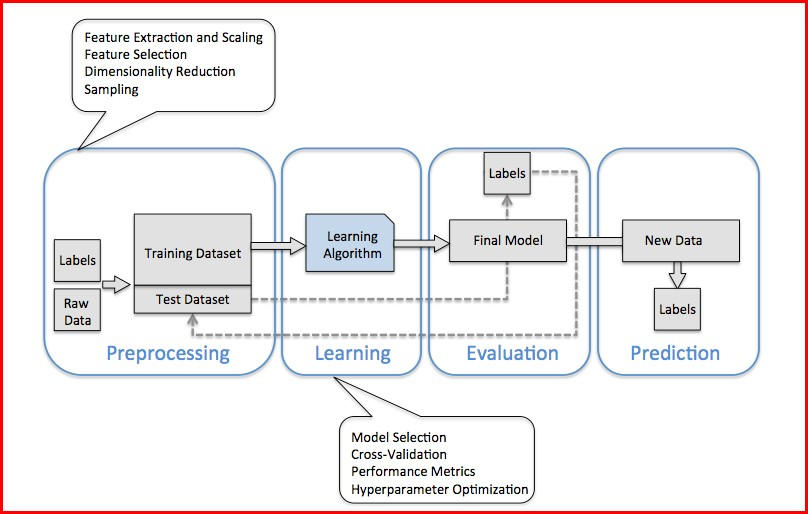 Feature Extraction and Scaling
Feature Selection
Dimensionality Reduction
Sampling
Labels
Raw
Data
Training Dataset
Test Dataset
Preprocessing
Learning
Algorithm
Learning
Labels
Final Model
Evaluation
New Data
Labels
Prediction
Model Selection
Cross-Validation
Performance Metrics
Hyperparameter Optimization